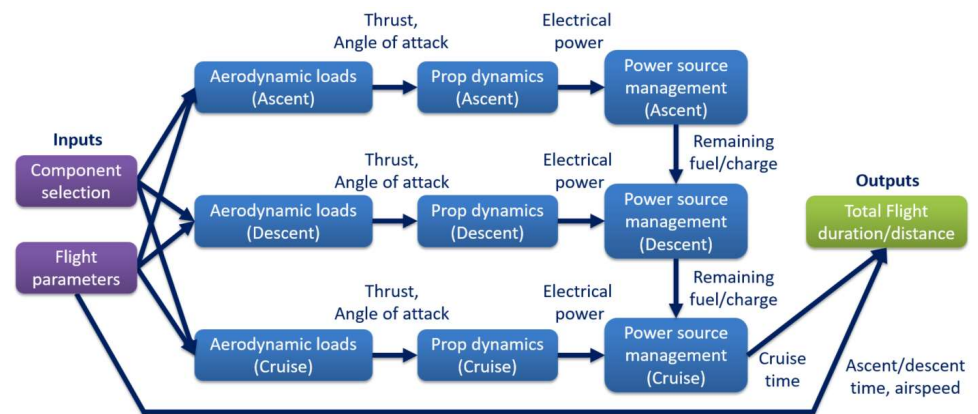 Thrust,
Angle of attack
Electrical
power
Aerodynamic loads
(Ascent)
Prop dynamics
(Ascent)
Power source
management
(Ascent)
Inputs
Component
selection
Remaining
fuel/charge
Thrust,
Angle of attack
Electrical
power
Outputs
Aerodynamic loads
(Descent)
Prop dynamics
(Descent)
Power source
management
(Descent)
Total Flight
duration/distance
Flight
parameters
Remaining
fuel/charge
Thrust,
Angle of attack
Electrical
power
Aerodynamic loads
(Cruise)
Prop dynamics
(Cruise)
Power source
management
(Cruise)
Cruise
time
Ascent/descent
time, airspeed